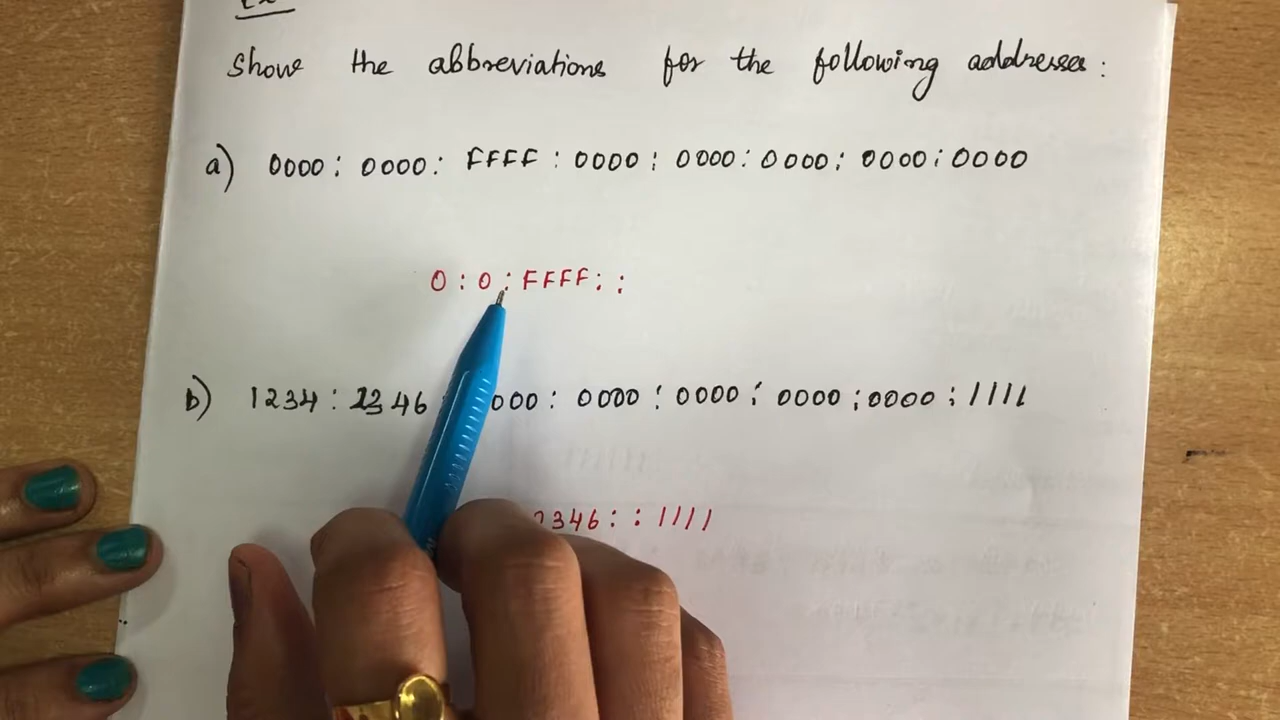 Show the abbreviations for the following addresses:
a) 0000: 0000: FFFF : 0000 : 0000: 0000: 0000: 0000
0:0:FFFF::
b) 1234: 2346 000: 0000: 0000: 0000:0000:1111
2346::1111